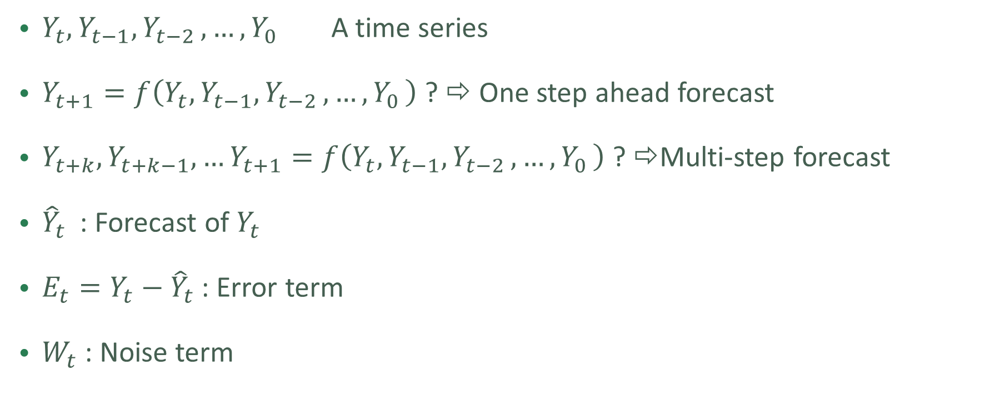 • Y_t, Y_{t−1}, Y_{t−2}, …, Y_0 A time series
• Y_{t+1} = f(Y_t, Y_{t−1}, Y_{t−2}, …, Y_0) ? ⇨ One step ahead forecast
• Y_{t+k}, Y_{t+k−1}, … Y_{t+1} = f(Y_t, Y_{t−1}, Y_{t−2}, …, Y_0) ? ⇨Multi-step forecast
• Ŷ_t : Forecast of Y_t
• E_t = Y_t − Ŷ_t : Error term
• W_t : Noise term